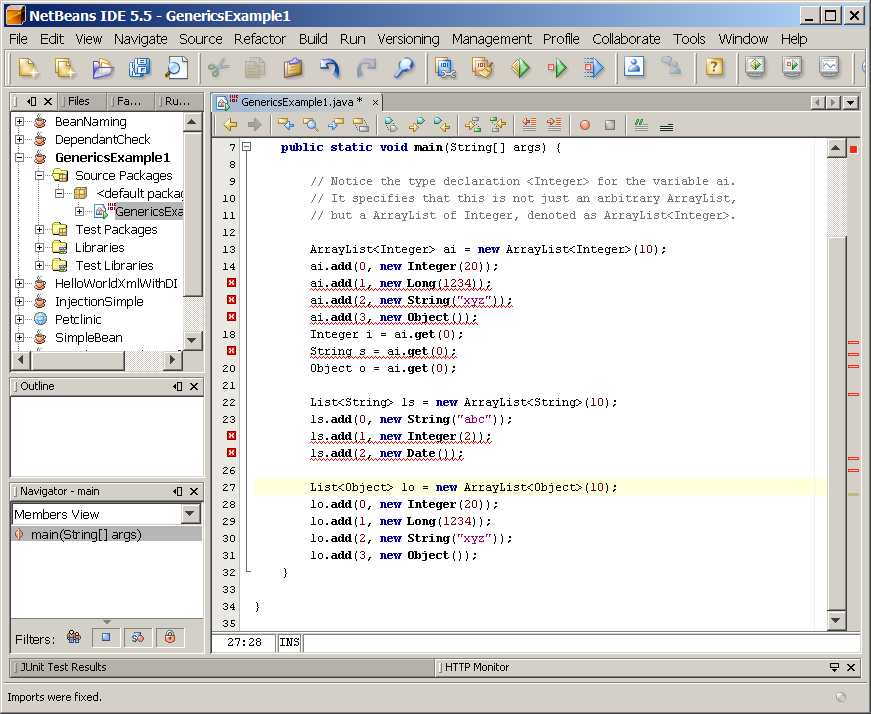 NetBeans IDE 5.5 - GenericsExample1
File Edit View Navigate Source Refactor Build Run Versioning Management Profile Collaborate Tools Window Help
Files Fa... Ru...
BeanNaming
DependantCheck
GenericsExample1
Source Packages
<default packag
GenericsExa
Test Packages
Libraries
Test Libraries
HelloWorldXmlWithDI
InjectionSimple
Petclinic
SimpleBean
Outline
Navigator - main
Members View
main(String[] args)
Filters:
GenericsExample1.java *
7 public static void main(String[] args) {
8
9 // Notice the type declaration <Integer> for the variable ai.
10 // It specifies that this is not just an arbitrary ArrayList,
11 // but a ArrayList of Integer, denoted as ArrayList<Integer>.
12
13 ArrayList<Integer> ai = new ArrayList<Integer>(10);
14 ai.add(0, new Integer(20));
ai.add(1, new Long(1234));
ai.add(2, new String("xyz"));
ai.add(3, new Object());
18 Integer i = ai.get(0);
String s = ai.get(0);
20 Object o = ai.get(0);
21
22 List<String> ls = new ArrayList<String>(10);
23 ls.add(0, new String("abc"));
ls.add(1, new Integer(2));
ls.add(2, new Date());
26
27 List<Object> lo = new ArrayList<Object>(10);
28 lo.add(0, new Integer(20));
29 lo.add(1, new Long(1234));
30 lo.add(2, new String("xyz"));
31 lo.add(3, new Object());
32 }
33
34 }
35
27:28 INS
JUnit Test Results
HTTP Monitor
Imports were fixed.